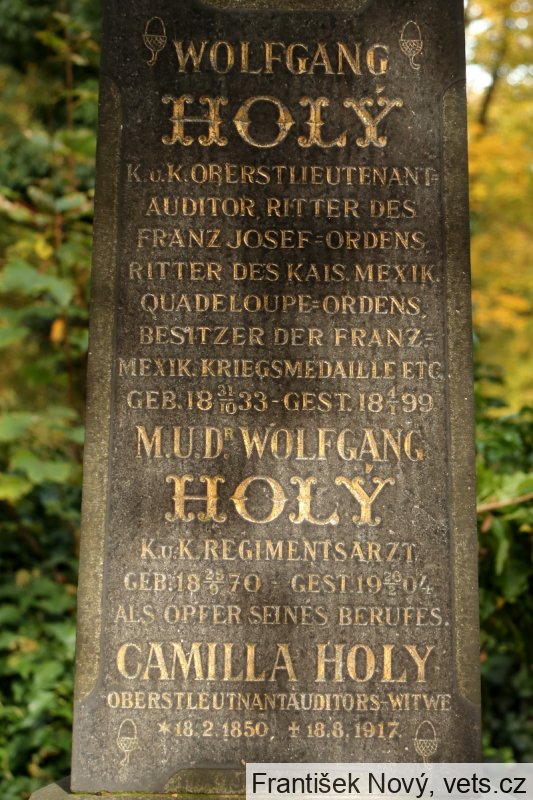 WOLFGANG
HOLÝ
K.u.K. OBERSTLIEUTENANT=
AUDITOR, RITTER DES
FRANZ JOSEF=ORDENS,
RITTER DES KAIS. MEXIK.
QUADELOUPE=ORDENS,
BESITZER DER FRANZ=
MEXIK. KRIEGSMEDAILLE ETC.
GEB. 18 31/10 33 - GEST. 18 4/1 99
M.U.Dr. WOLFGANG
HOLÝ
K.u.K. REGIMENTSARZT,
GEB. 18 25/9 70 - GEST. 19 26/2 04
ALS OPFER SEINES BERUFES.
CAMILLA HOLY
OBERSTLEUTNANTAUDITORS-WITWE
*18.2.1850. +18.8.1917.
František Nový, vets.cz